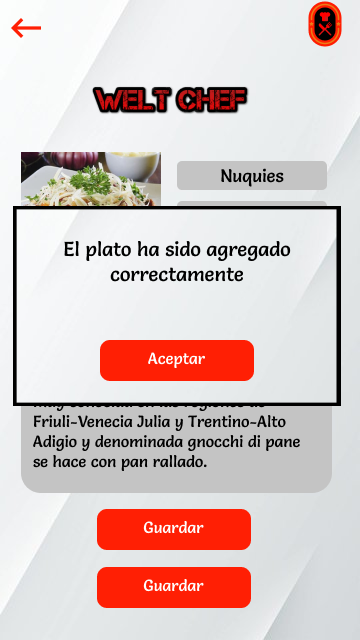 WELT CHEF
Nuquies
El plato ha sido agregado
correctamente
Aceptar
Friuli-Venecia Julia y Trentino-Alto
Adigio y denominada gnocchi di pane
se hace con pan rallado.
Guardar
Guardar